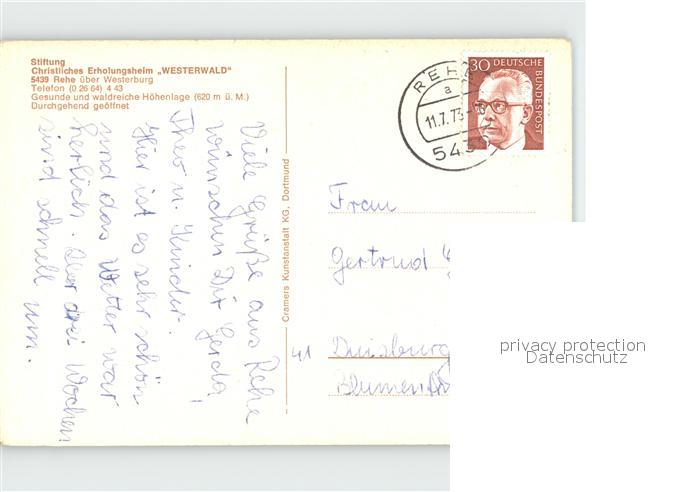 Stiftung
Christliches Erholungsheim „WESTERWALD"
5439 Rehe über Westerburg
Telefon (0 26 64) 4 43
Gesunde und waldreiche Höhenlage (620 m ü. M.)
Durchgehend geöffnet
Viele Grüße aus Rehe
wünschen Dir Gerda,
Theo u. Kinder.
Hier ist es sehr schön
und das Wetter war
herlich. Aber drei Wochen
sind schnell um.
Cramers Kunstanstalt KG, Dortmund
REHE
a
11.7.73
543
30 DEUTSCHE
BUNDESPOST
Frau
Gertrud
41 Duisburg
privacy protection
Datenschutz